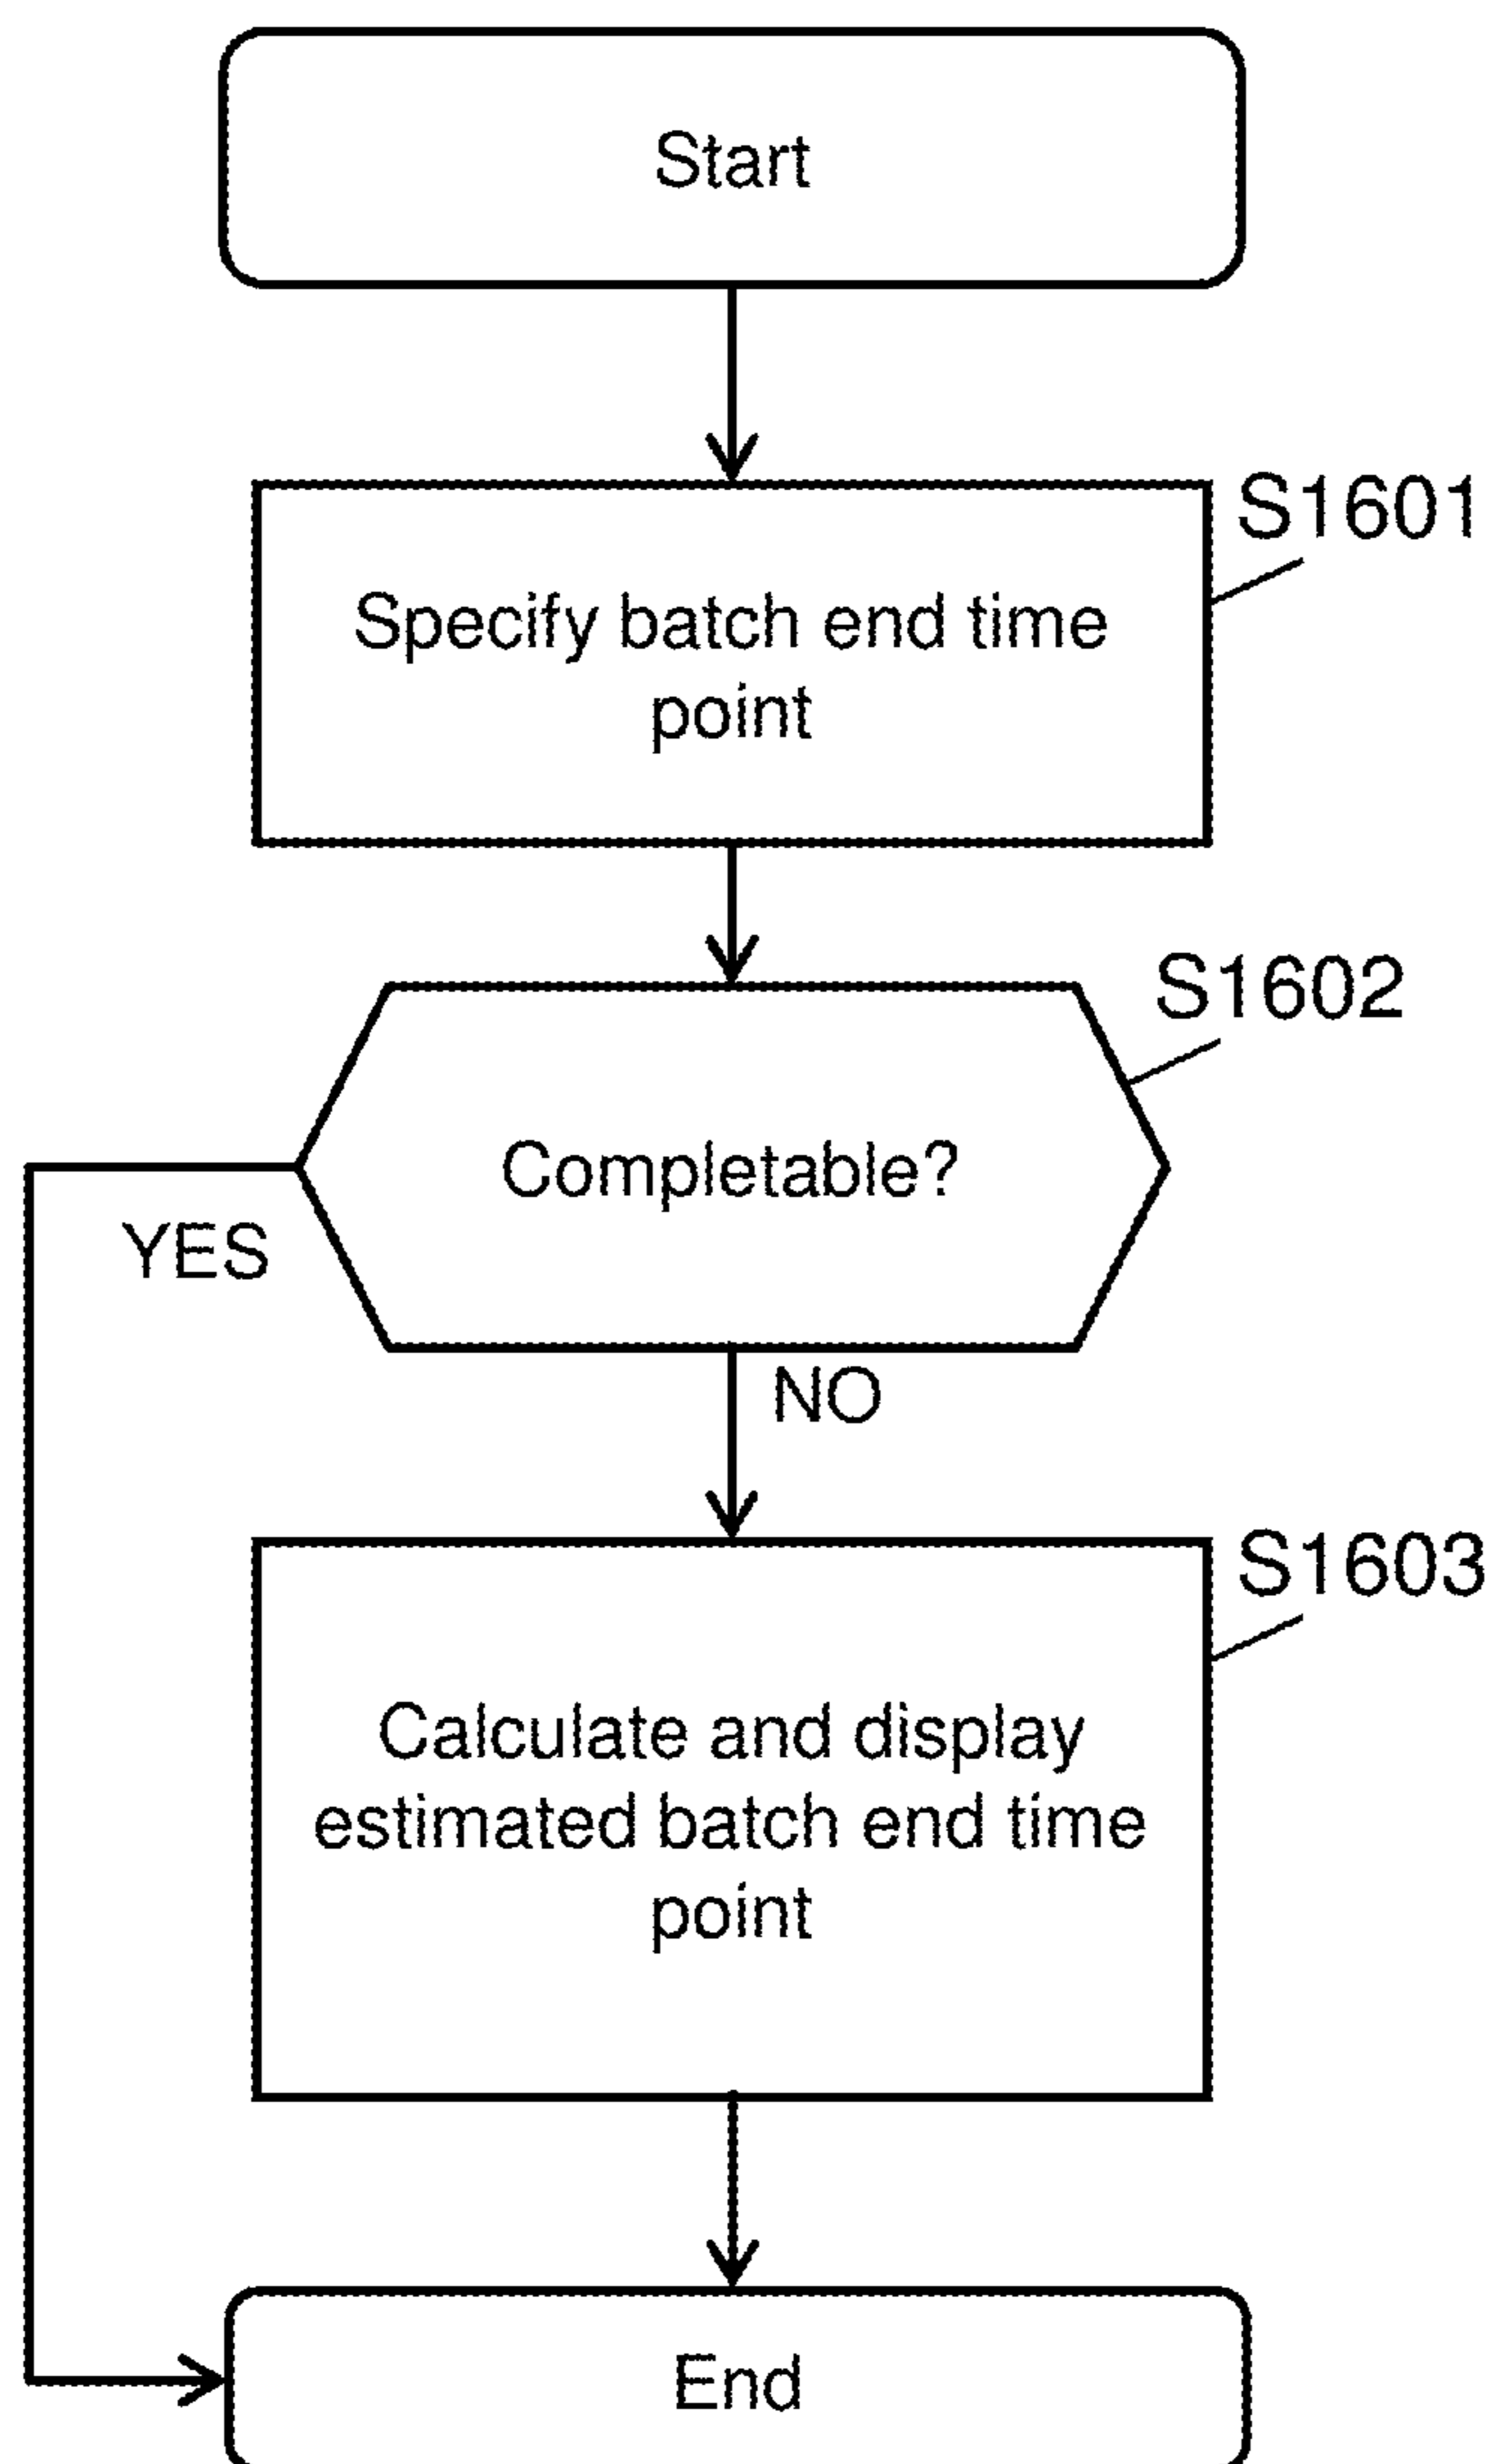 Start
S1601
Specify batch end time
point
S1602
Completable?
YES
NO
S1603
Calculate and display
estimated batch end time
point
End